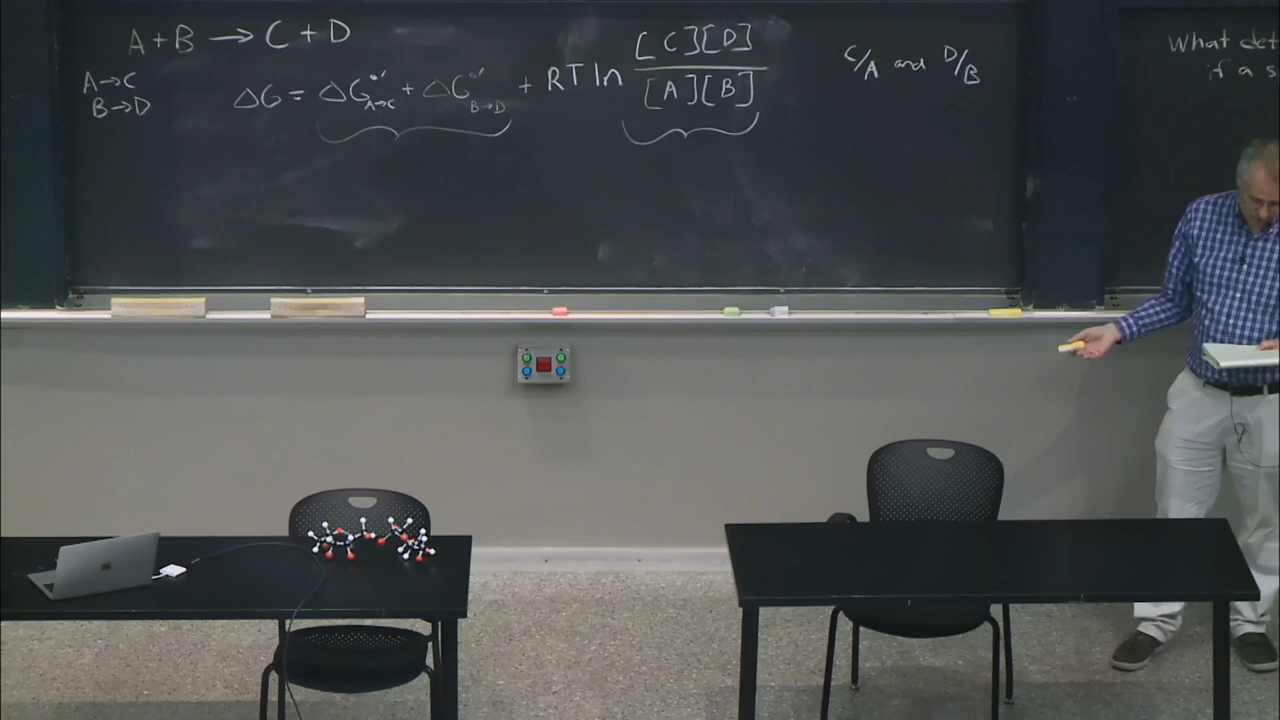 A + B → C + D
A → C
B → D
ΔG = ΔG°'A→C + ΔG°'B→D + RT ln [C][D] / [A][B]
C/A and D/B
What det
if a s